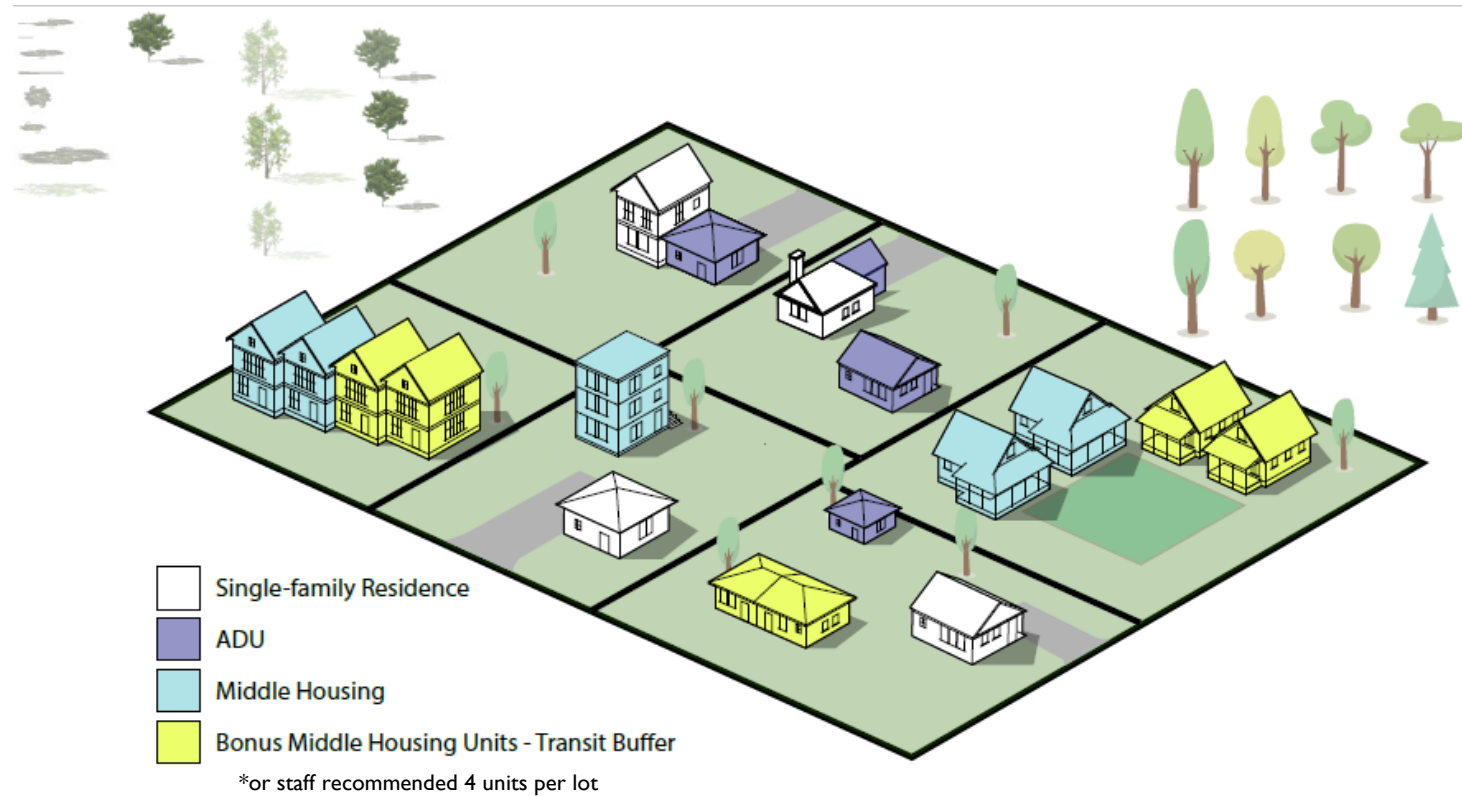 Single-family Residence
ADU
Middle Housing
Bonus Middle Housing Units - Transit Buffer
*or staff recommended 4 units per lot